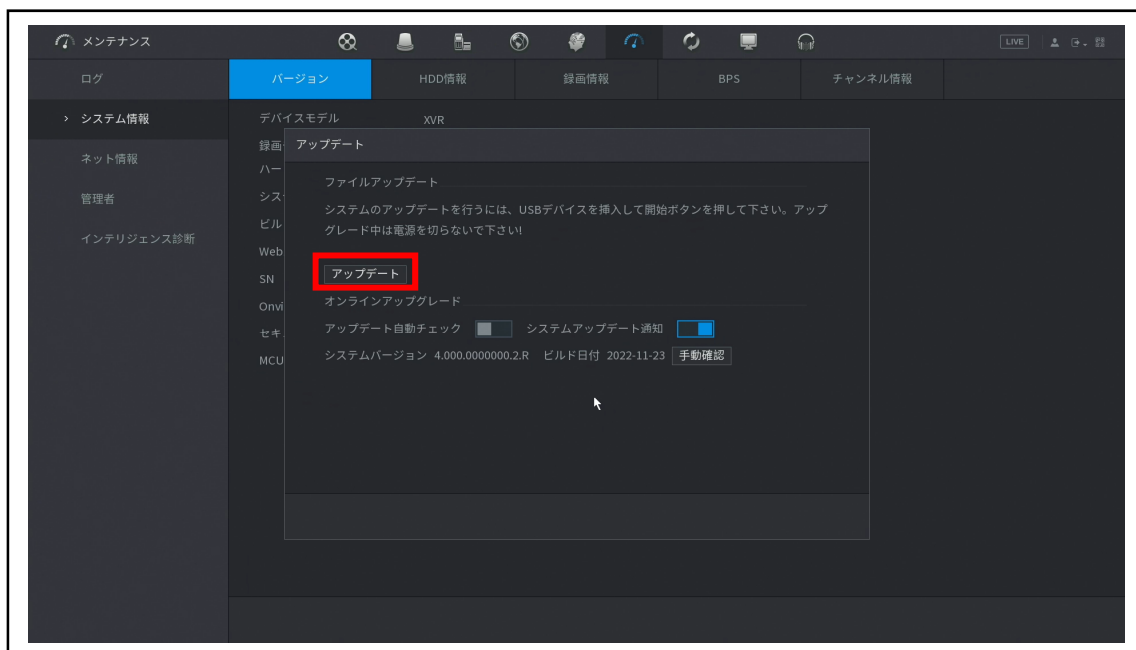 メンテナンス
LIVE
ログ
バージョン
HDD情報
録画情報
BPS
チャンネル情報
システム情報
ネット情報
管理者
インテリジェンス診断
デバイスモデル XVR
録画
ハー
シス
ビル
Web
SN
Onvi
セキ
MCU
アップデート
ファイルアップデート
システムのアップデートを行うには、USBデバイスを挿入して開始ボタンを押して下さい。アップ
グレード中は電源を切らないで下さい!
アップデート
オンラインアップグレード
アップデート自動チェック システムアップデート通知
システムバージョン 4.000.0000000.2.R ビルド日付 2022-11-23 手動確認